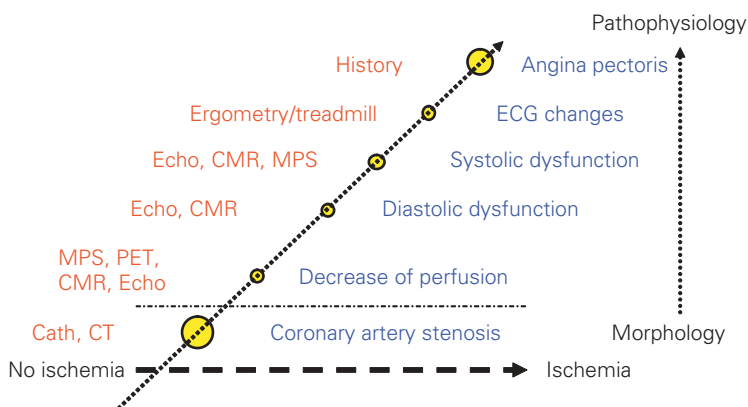 Pathophysiology
History Angina pectoris
Ergometry/treadmill ECG changes
Echo, CMR, MPS Systolic dysfunction
Echo, CMR Diastolic dysfunction
MPS, PET,
CMR, Echo Decrease of perfusion
Cath, CT Coronary artery stenosis Morphology
No ischemia Ischemia